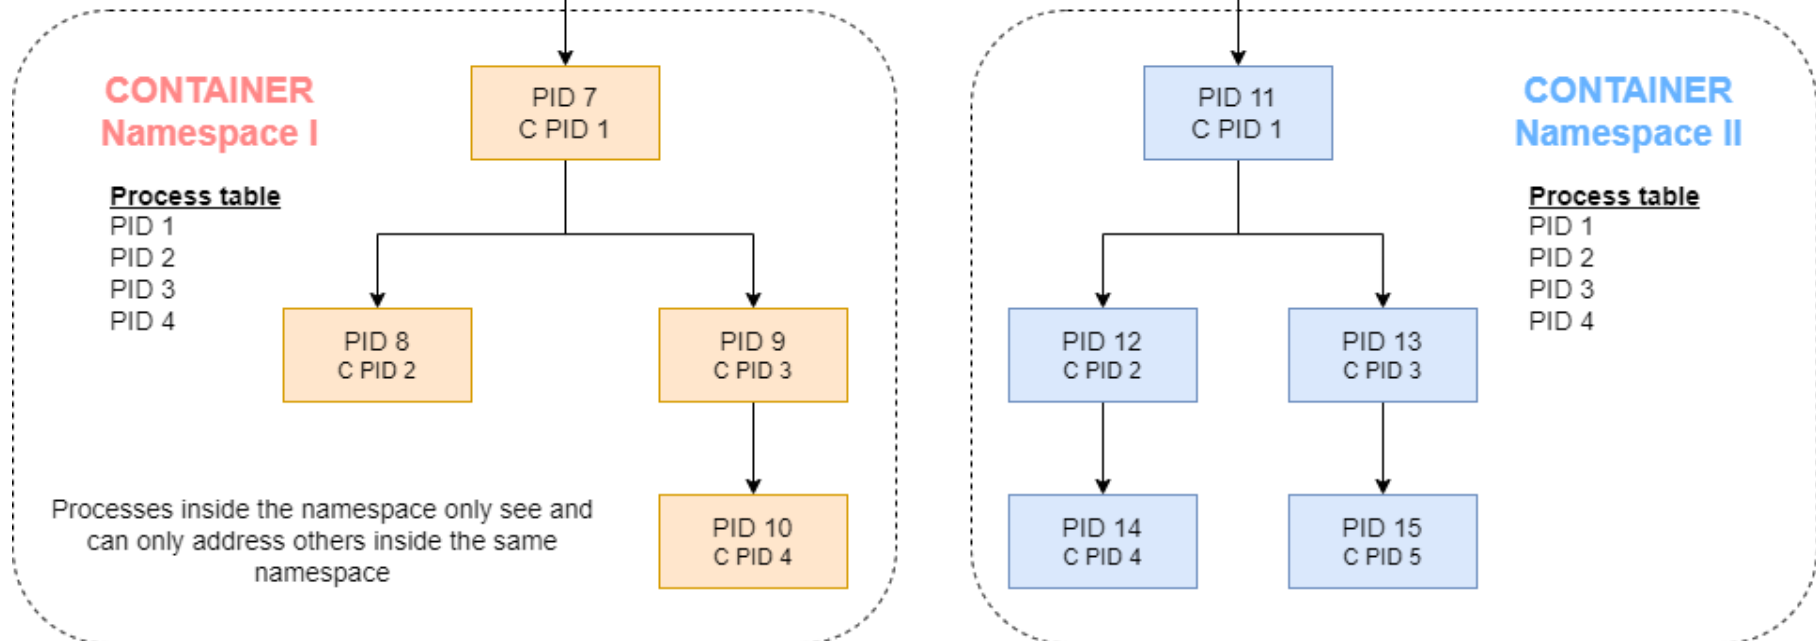 CONTAINER
Namespace I
Process table
PID 1
PID 2
PID 3
PID 4
PID 7
C PID 1
PID 8
C PID 2
PID 9
C PID 3
PID 10
C PID 4
Processes inside the namespace only see and
can only address others inside the same
namespace
PID 11
C PID 1
PID 12
C PID 2
PID 13
C PID 3
PID 14
C PID 4
PID 15
C PID 5
CONTAINER
Namespace II
Process table
PID 1
PID 2
PID 3
PID 4